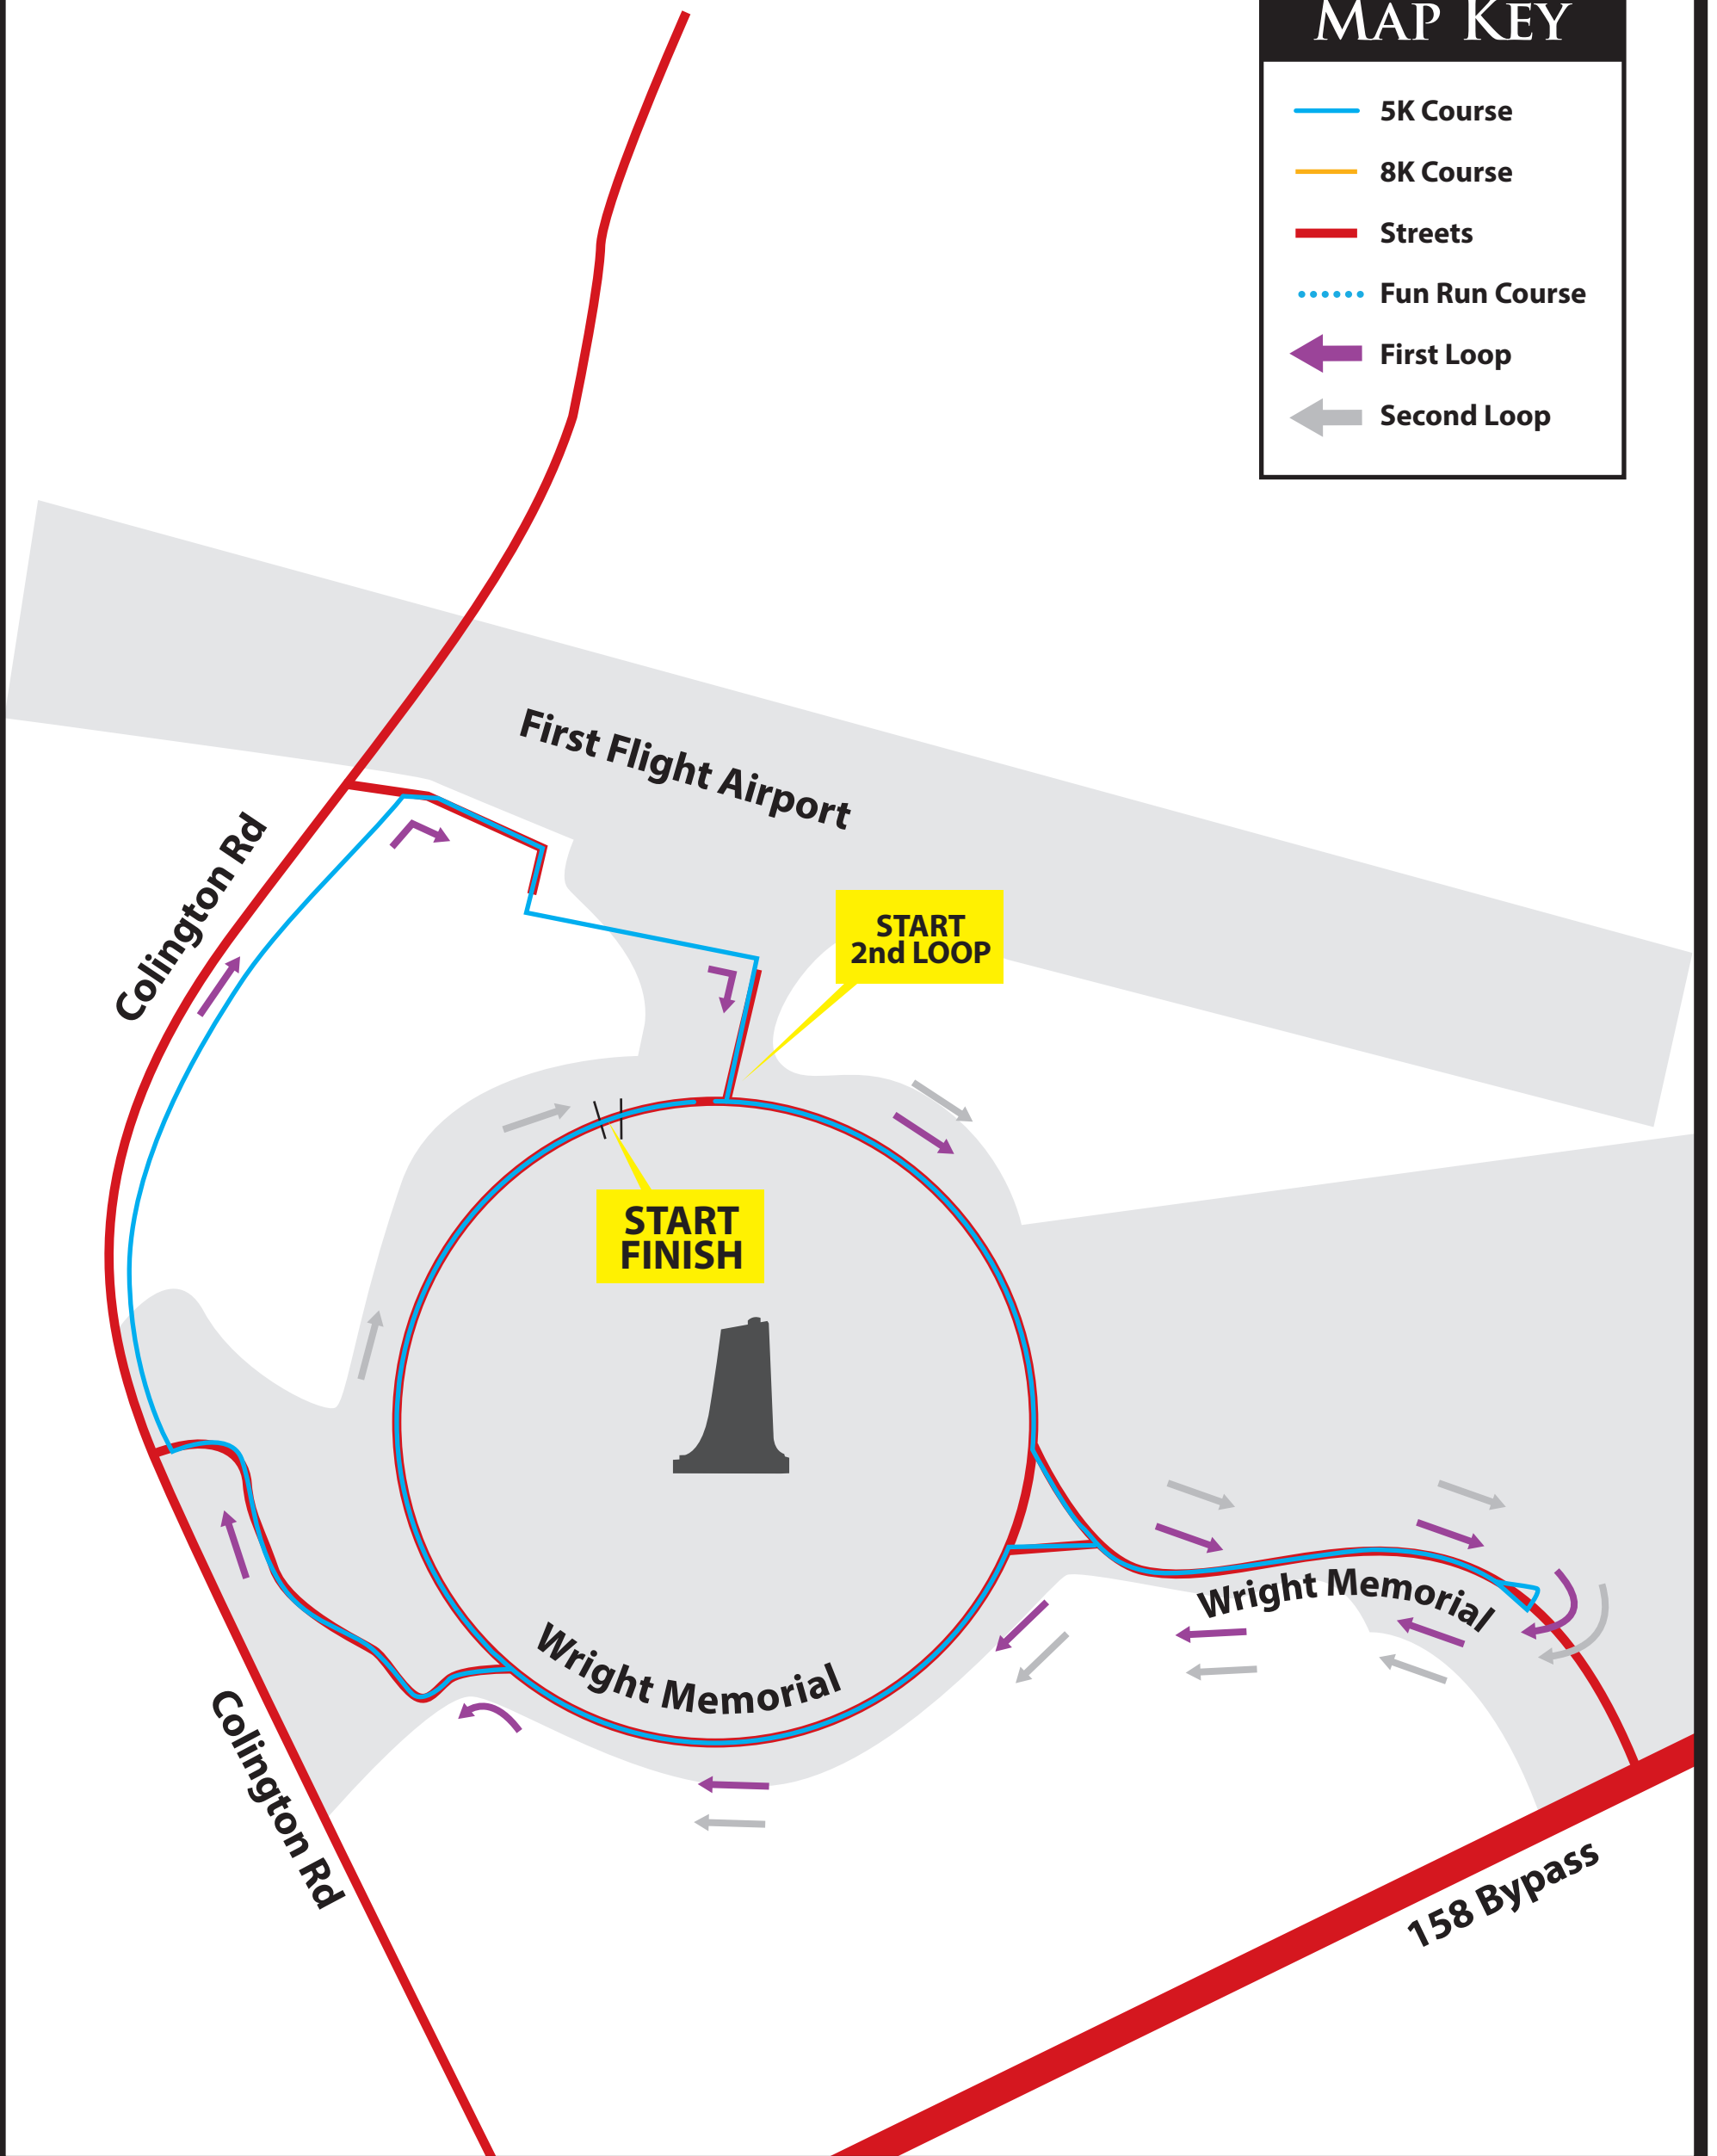 MAP KEY
5K Course
8K Course
Streets
Fun Run Course
First Loop
Second Loop
First Flight Airport
Colington Rd
START
2nd LOOP
START
FINISH
Wright Memorial
Wright Memorial
Colington Rd
158 Bypass